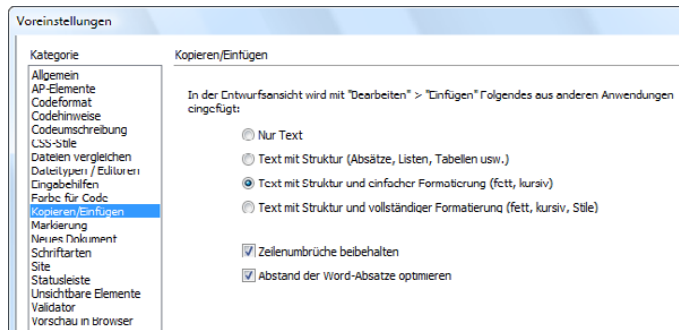 Voreinstellungen
Kategorie
Kopieren/Einfügen
Allgemein
AP-Elemente
Codeformat
Codehinweise
Codeumschreibung
CSS-Stile
Dateien vergleichen
Dateitypen / Editoren
Eingabehilfen
Farbe für Code
Kopieren/Einfügen
Markierung
Neues Dokument
Schriftarten
Site
Statusleiste
Unsichtbare Elemente
Validator
Vorschau in Browser
In der Entwurfsansicht wird mit "Bearbeiten" > "Einfügen" Folgendes aus anderen Anwendungen
eingefügt:
Nur Text
Text mit Struktur (Absätze, Listen, Tabellen usw.)
Text mit Struktur und einfacher Formatierung (fett, kursiv)
Text mit Struktur und vollständiger Formatierung (fett, kursiv, Stile)
Zeilenumbrüche beibehalten
Abstand der Word-Absätze optimieren